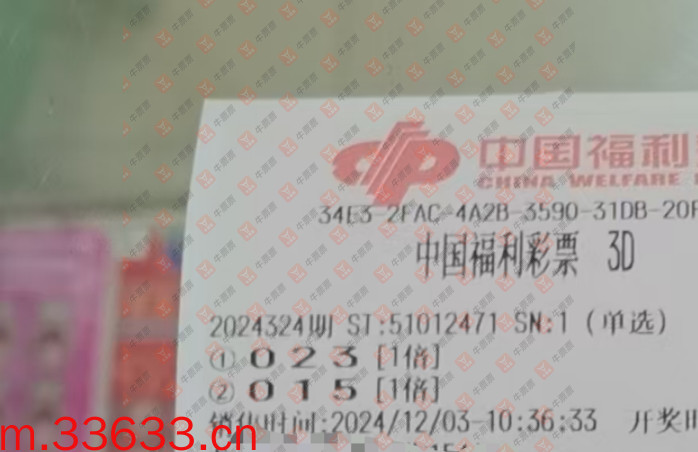 中国福利
CHINA WELFARE
34E3-2FAC-4A2B-3590-31DB-20
中国福利彩票 3D
2024324期 ST:51012471 SN:1 (单选)
① 0 2 3 [1倍]
② 0 1 5 [1倍]
销售时间:2024/12/03-10:36:33 开奖时
m.33633.cn